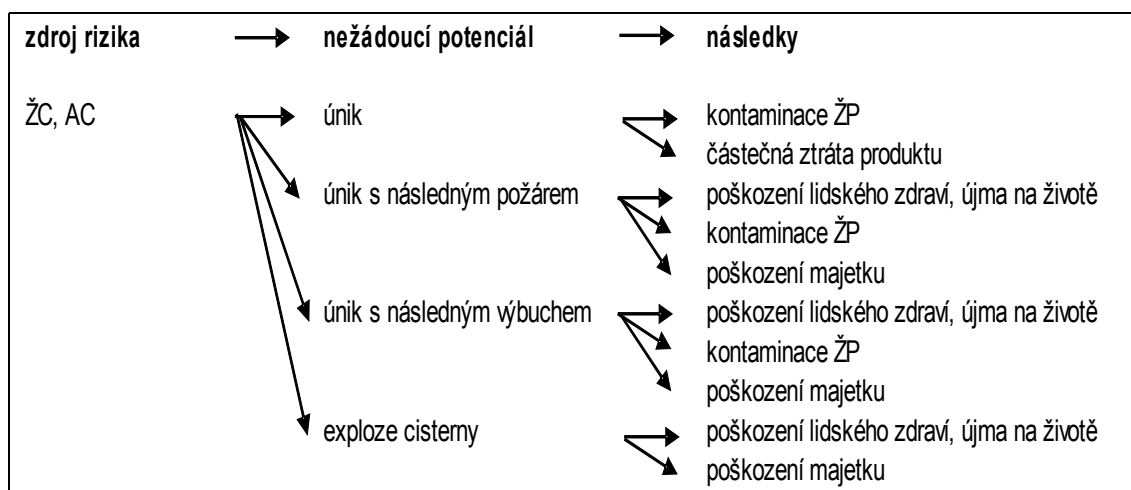 zdroj rizika nežádoucí potenciál následky
ŽC, AC únik kontaminace ŽP
částečná ztráta produktu
únik s následným požárem poškození lidského zdraví, újma na životě
kontaminace ŽP
poškození majetku
únik s následným výbuchem poškození lidského zdraví, újma na životě
kontaminace ŽP
poškození majetku
exploze cisterny poškození lidského zdraví, újma na životě
poškození majetku